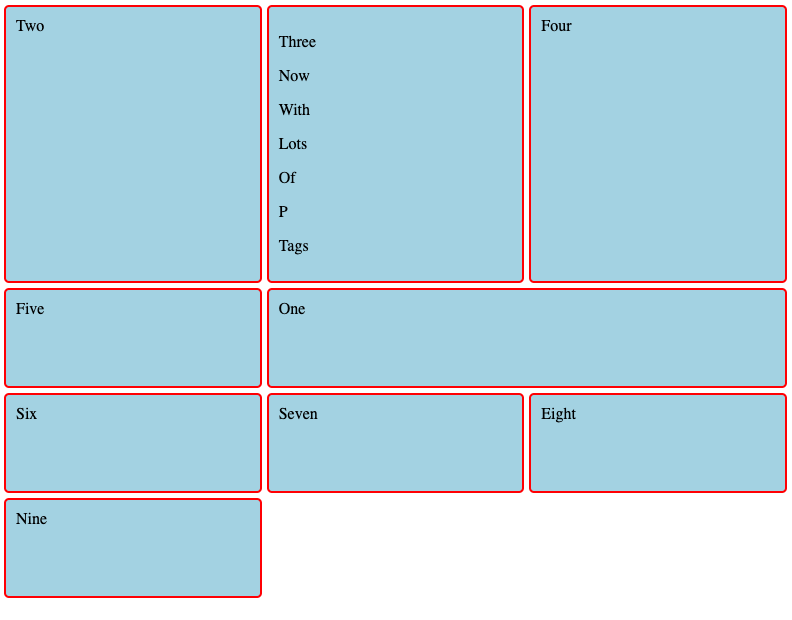 Two
Three
Now
With
Lots
Of
P
Tags
Four
Five
One
Six
Seven
Eight
Nine